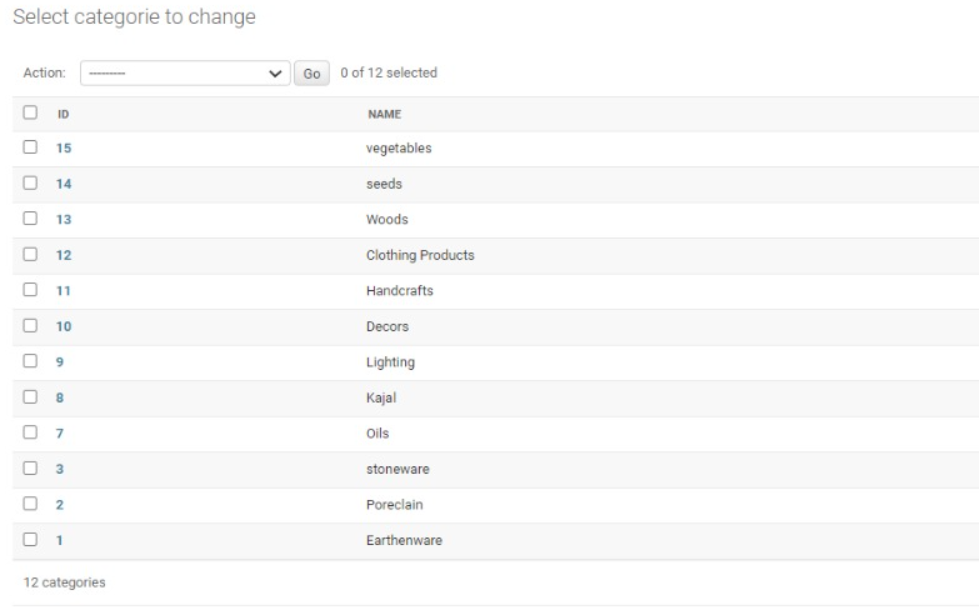 Select categorie to change
Action: --------- Go 0 of 12 selected
ID NAME
15 vegetables
14 seeds
13 Woods
12 Clothing Products
11 Handcrafts
10 Decors
9 Lighting
8 Kajal
7 Oils
3 stoneware
2 Poreclain
1 Earthenware
12 categories